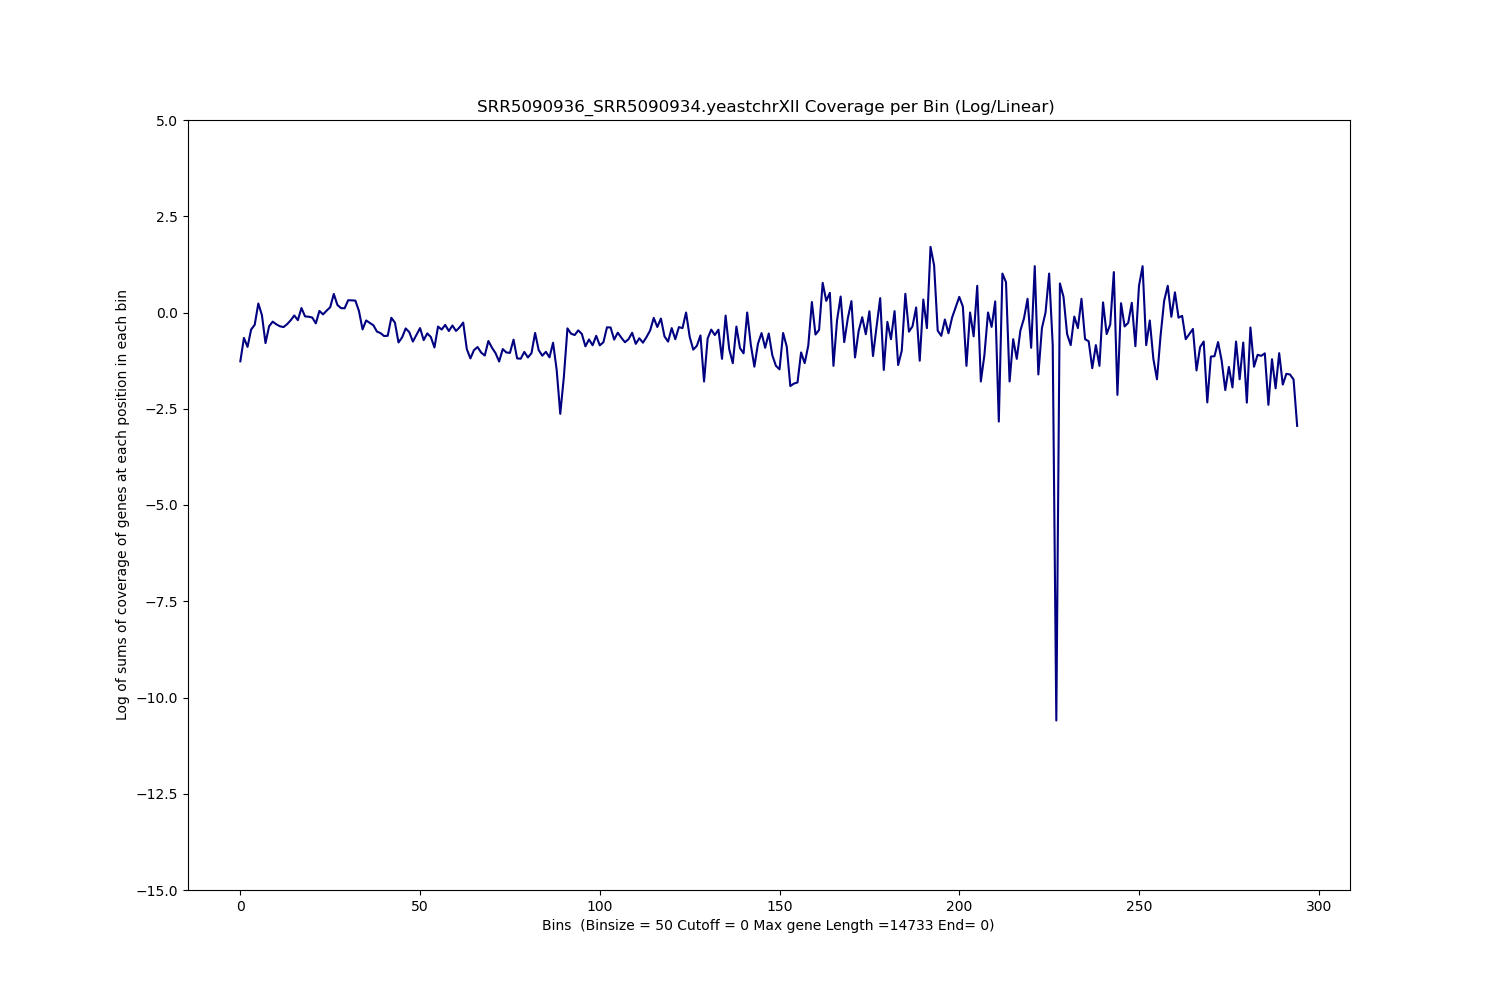 SRR5090936_SRR5090934.yeastchrXII Coverage per Bin (Log/Linear)
Log of sums of coverage of genes at each position in each bin
5.0
2.5
0.0
−2.5
−5.0
−7.5
−10.0
−12.5
−15.0
0 50 100 150 200 250 300
Bins  (Binsize = 50 Cutoff = 0 Max gene Length =14733 End= 0)